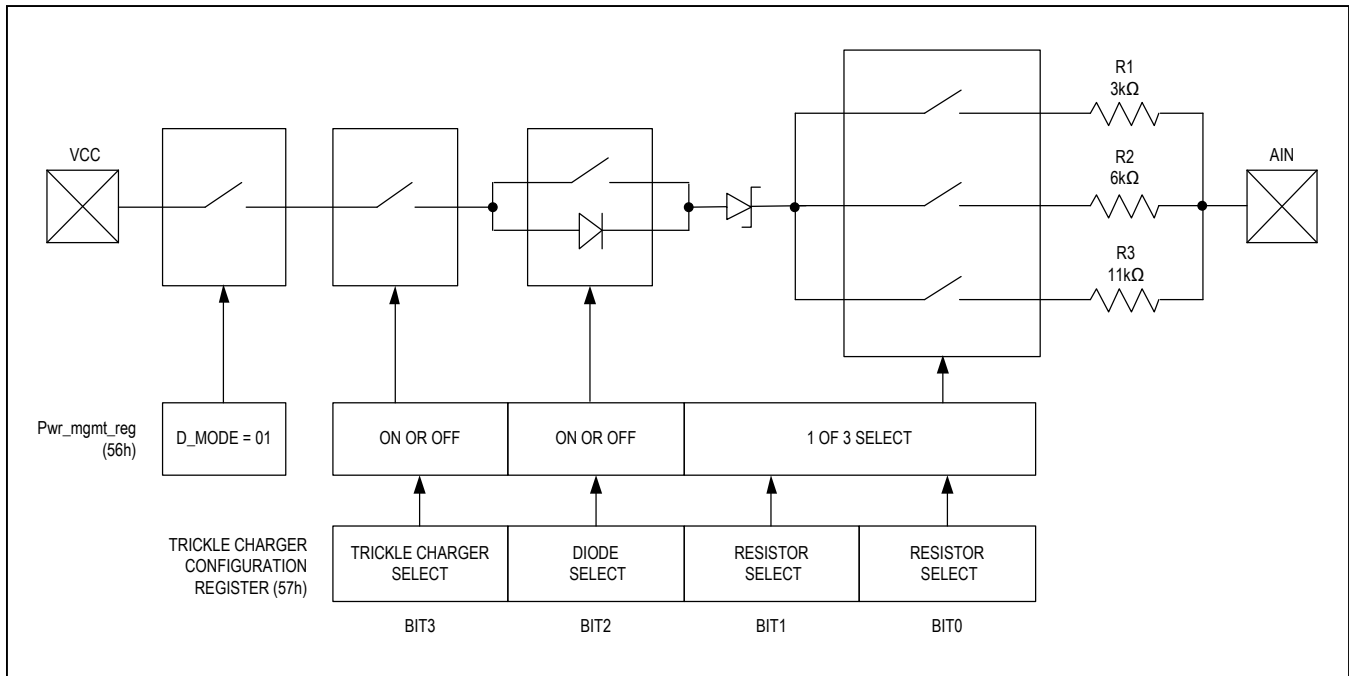 R1
3kΩ
VCC
R2
6kΩ
AIN
R3
11kΩ
Pwr_mgmt_reg
(56h)
D_MODE = 01
ON OR OFF
ON OR OFF
1 OF 3 SELECT
TRICKLE CHARGER
CONFIGURATION
REGISTER (57h)
TRICKLE CHARGER
SELECT
DIODE
SELECT
RESISTOR
SELECT
RESISTOR
SELECT
BIT3
BIT2
BIT1
BIT0